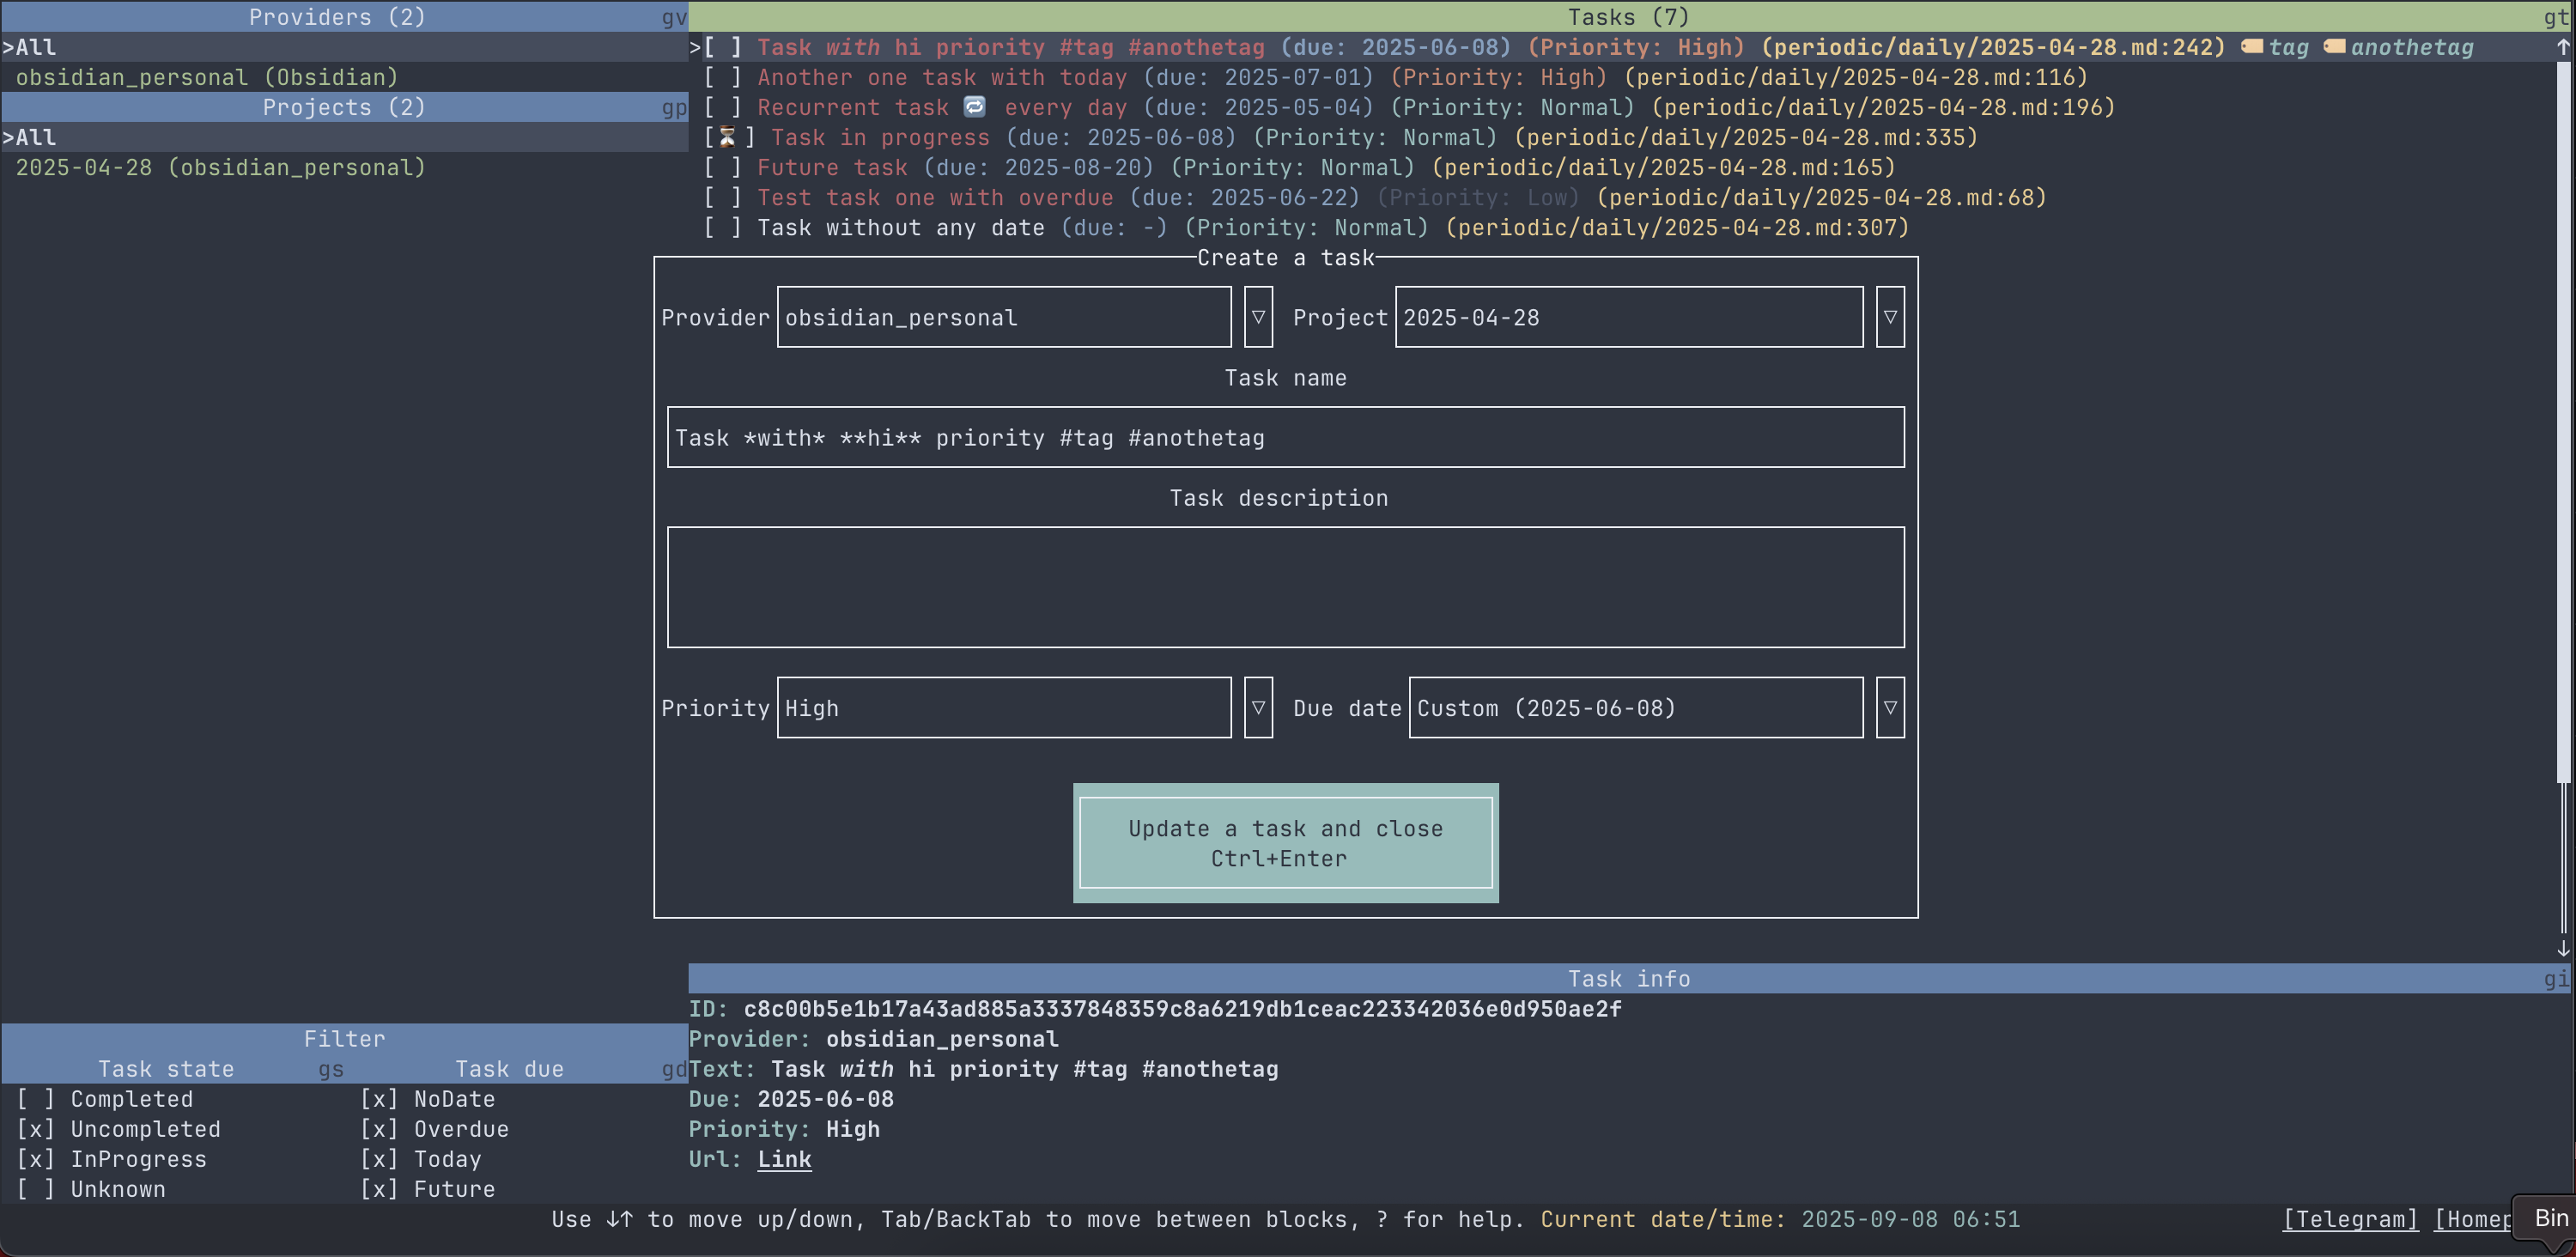 Providers (2) gv
>All
obsidian_personal (Obsidian)
Projects (2) gp
>All
2025-04-28 (obsidian_personal)
Tasks (7) gt
>[ ] Task with hi priority #tag #anothetag (due: 2025-06-08) (Priority: High) (periodic/daily/2025-04-28.md:242) 🏷tag 🏷anothetag ↑
[ ] Another one task with today (due: 2025-07-01) (Priority: High) (periodic/daily/2025-04-28.md:116)
[ ] Recurrent task 🔁 every day (due: 2025-05-04) (Priority: Normal) (periodic/daily/2025-04-28.md:196)
[⏳] Task in progress (due: 2025-06-08) (Priority: Normal) (periodic/daily/2025-04-28.md:335)
[ ] Future task (due: 2025-08-20) (Priority: Normal) (periodic/daily/2025-04-28.md:165)
[ ] Test task one with overdue (due: 2025-06-22) (Priority: Low) (periodic/daily/2025-04-28.md:68)
[ ] Task without any date (due: -) (Priority: Normal) (periodic/daily/2025-04-28.md:307)
Create a task
Provider obsidian_personal ▽ Project 2025-04-28 ▽
Task name
Task *with* **hi** priority #tag #anothetag
Task description
Priority High ▽ Due date Custom (2025-06-08) ▽
Update a task and close
Ctrl+Enter
↓
Task info gi
ID: c8c00b5e1b17a43ad885a3337848359c8a6219db1ceac223342036e0d950ae2f
Provider: obsidian_personal
Text: Task with hi priority #tag #anothetag
Due: 2025-06-08
Priority: High
Url: Link
Filter
Task state gs Task due gd
[ ] Completed [x] NoDate
[x] Uncompleted [x] Overdue
[x] InProgress [x] Today
[ ] Unknown [x] Future
Use ↓↑ to move up/down, Tab/BackTab to move between blocks, ? for help. Current date/time: 2025-09-08 06:51 [Telegram] [Homep
Bin